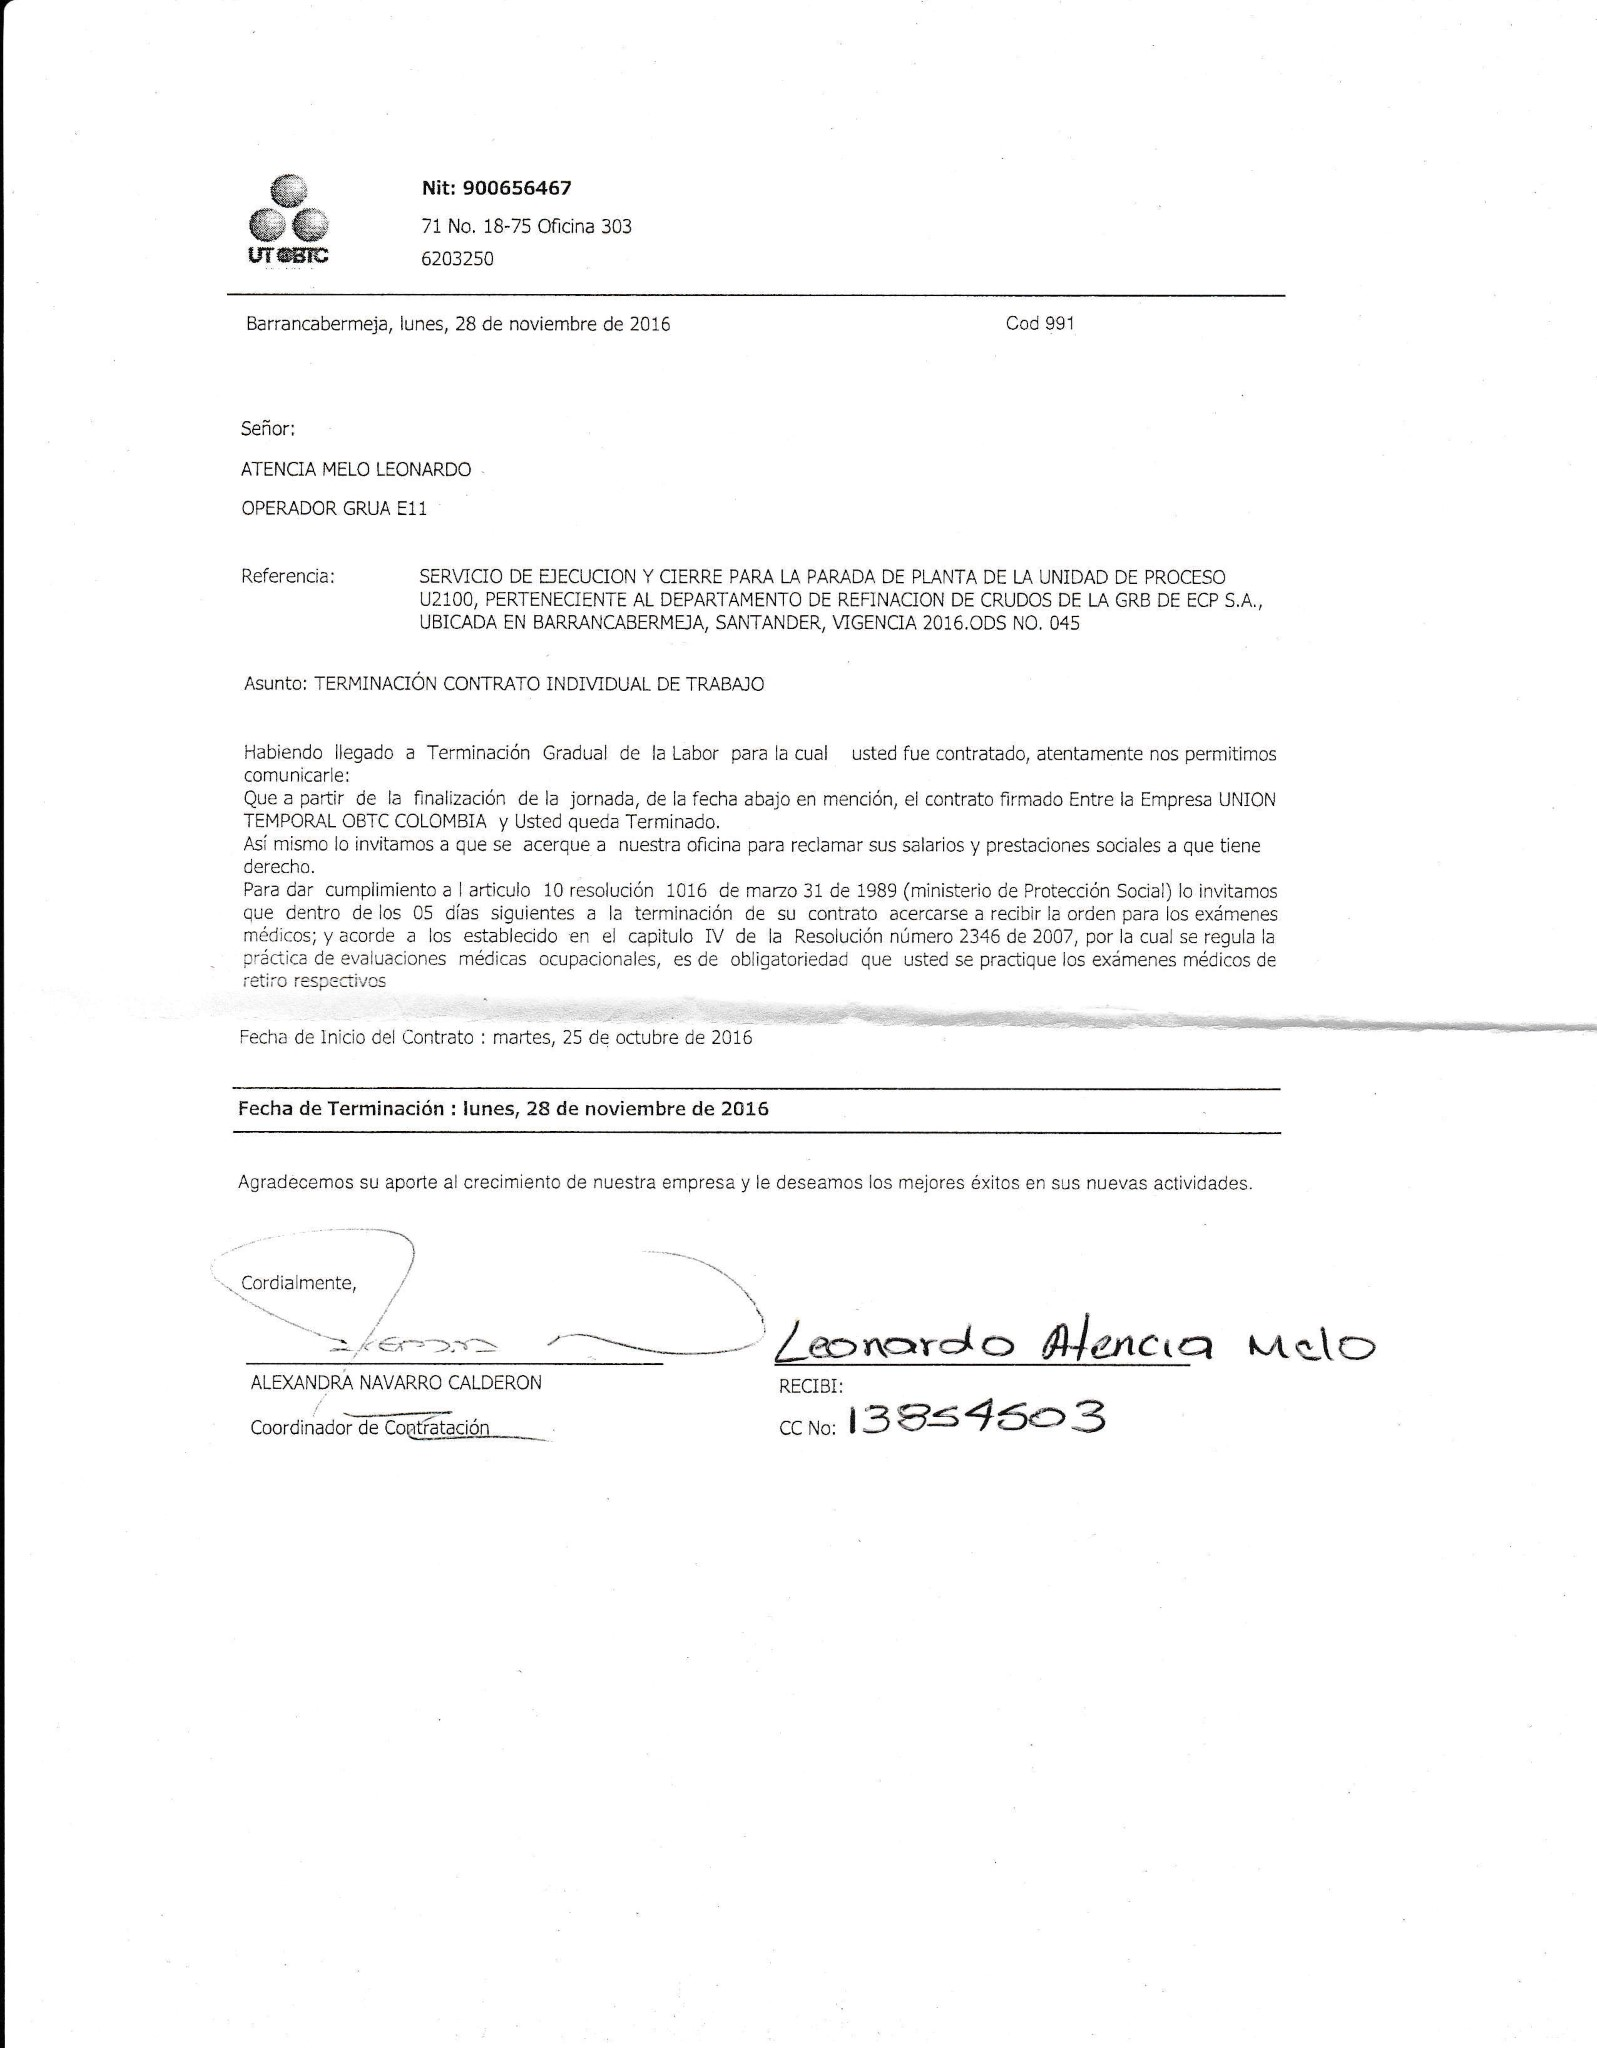 Nit: 900656467
71 No. 18-75 Oficina 303
6203250
UT OBTC
Barrancabermeja, lunes, 28 de noviembre de 2016 Cod 991
Señor:
ATENCIA MELO LEONARDO
OPERADOR GRUA E11
Referencia: SERVICIO DE EJECUCION Y CIERRE PARA LA PARADA DE PLANTA DE LA UNIDAD DE PROCESO
U2100, PERTENECIENTE AL DEPARTAMENTO DE REFINACION DE CRUDOS DE LA GRB DE ECP S.A.,
UBICADA EN BARRANCABERMEJA, SANTANDER, VIGENCIA 2016.ODS NO. 045
Asunto: TERMINACIÓN CONTRATO INDIVIDUAL DE TRABAJO
Habiendo llegado a Terminación Gradual de la Labor para la cual usted fue contratado, atentamente nos permitimos
comunicarle:
Que a partir de la finalización de la jornada, de la fecha abajo en mención, el contrato firmado Entre la Empresa UNION
TEMPORAL OBTC COLOMBIA y Usted queda Terminado.
Así mismo lo invitamos a que se acerque a nuestra oficina para reclamar sus salarios y prestaciones sociales a que tiene
derecho.
Para dar cumplimiento a l articulo 10 resolución 1016 de marzo 31 de 1989 (ministerio de Protección Social) lo invitamos
que dentro de los 05 días siguientes a la terminación de su contrato acercarse a recibir la orden para los exámenes
médicos; y acorde a los establecido en el capitulo IV de la Resolución número 2346 de 2007, por la cual se regula la
práctica de evaluaciones médicas ocupacionales, es de obligatoriedad que usted se practique los exámenes médicos de
retiro respectivos
Fecha de Inicio del Contrato : martes, 25 de octubre de 2016
Fecha de Terminación : lunes, 28 de noviembre de 2016
Agradecemos su aporte al crecimiento de nuestra empresa y le deseamos los mejores éxitos en sus nuevas actividades.
Cordialmente,
Leonardo Atencia Melo
ALEXANDRA NAVARRO CALDERON RECIBI:
Coordinador de Contratación CC No: 13854503